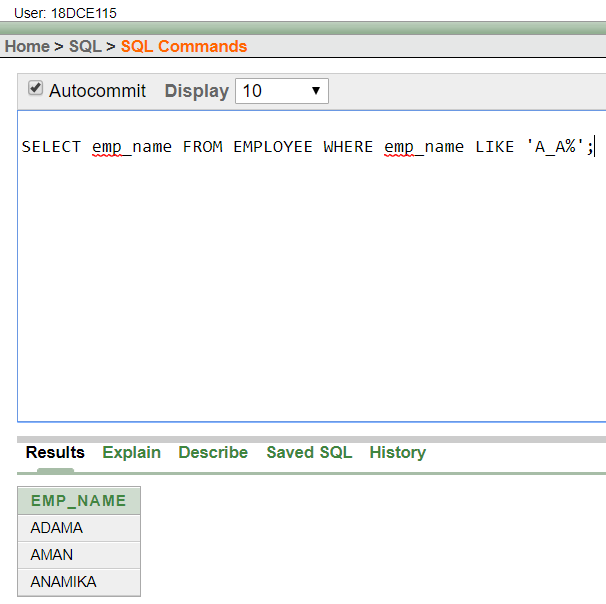 User: 18DCE115
Home > SQL > SQL Commands
Autocommit Display 10
SELECT emp_name FROM EMPLOYEE WHERE emp_name LIKE 'A_A%';
Results Explain Describe Saved SQL History
EMP_NAME
ADAMA
AMAN
ANAMIKA